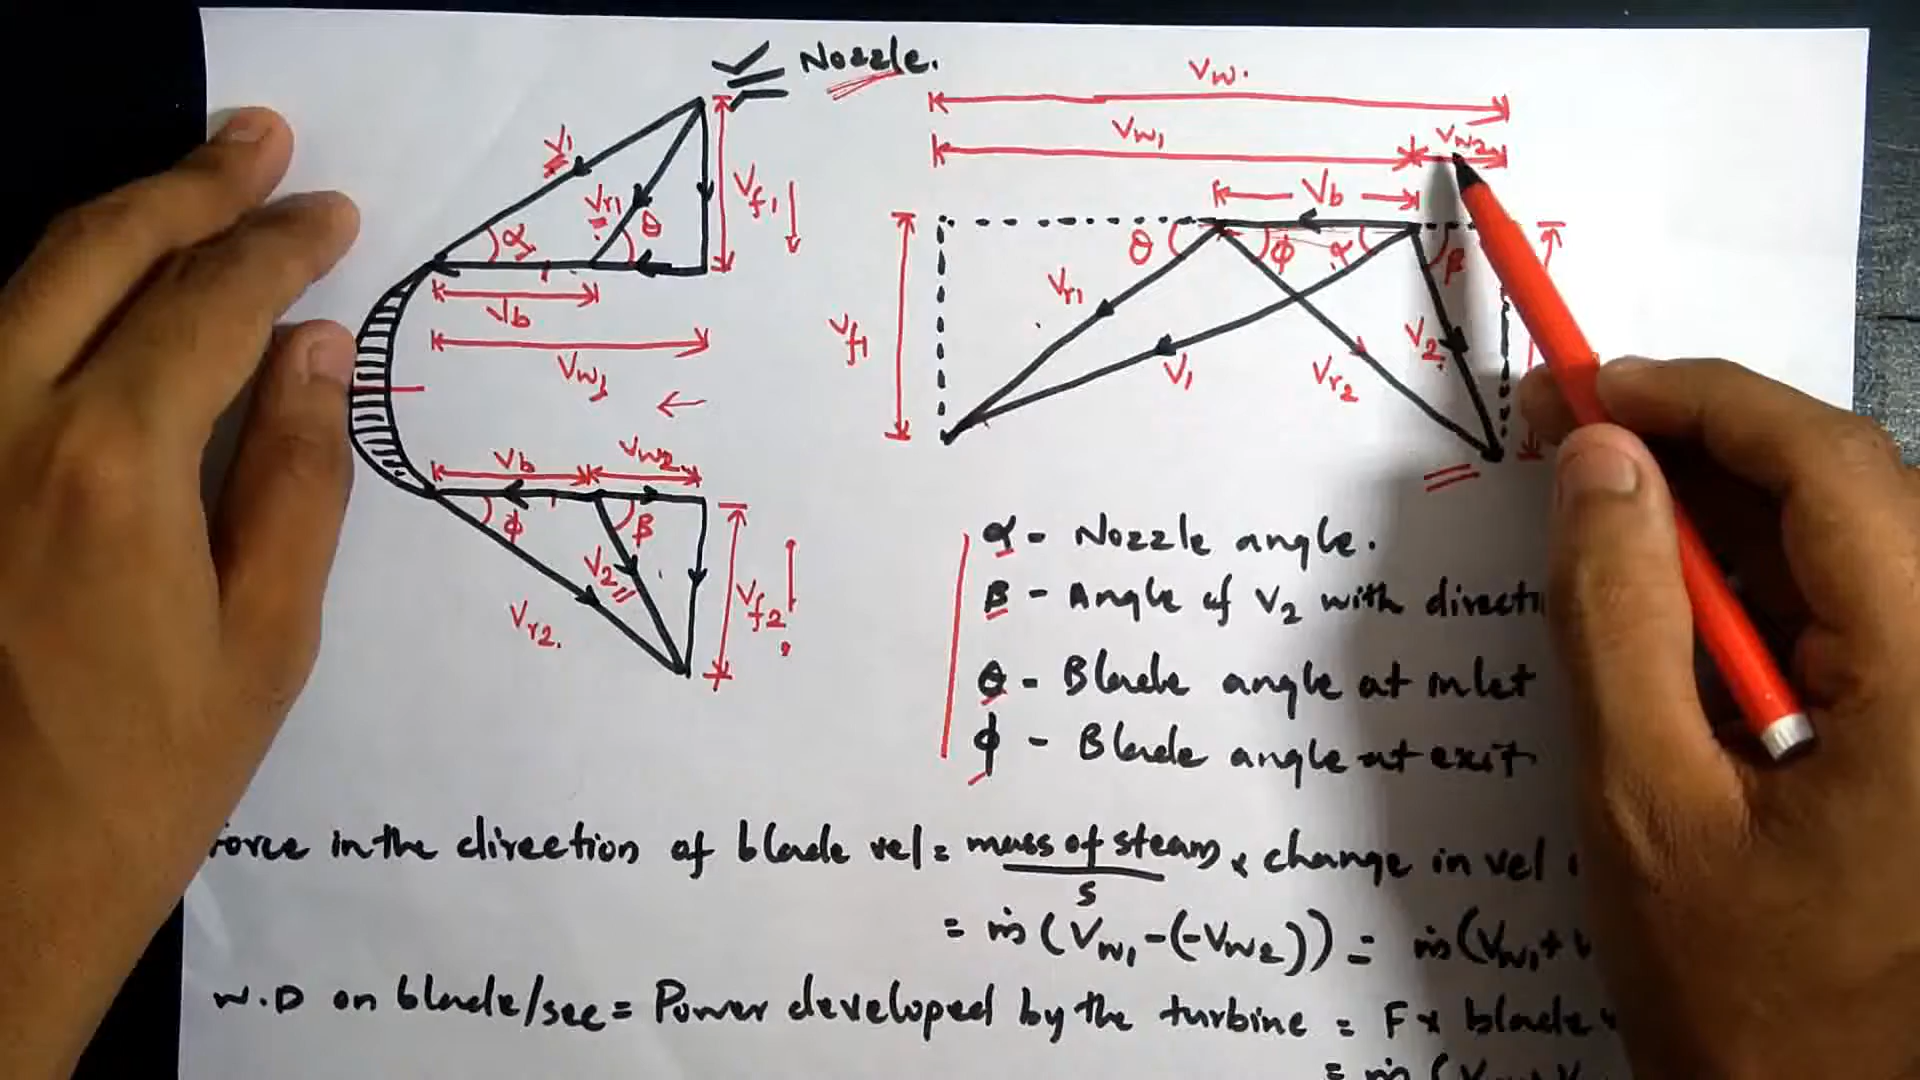 Nozzle.
V1
Vr1
θ
α
Vf1
Vb
Vw1
Vb
Vw2
φ
β
V2
Vr2.
Vf2
Vw.
Vw1
Vw2
Vb
θ
φ
α
β
Vr1
Vf1
V1
Vr2
V2
α - Nozzle angle.
β - Angle of V2 with
θ - Blade angle at inlet
φ - Blade angle at exit
in the direction of blade vel = mass of steam/s × change in vel
= ṁ (Vw1 - (-Vw2)) = ṁ (Vw1 +
W.D on blade/sec = Power developed by the turbine = F × blade
= ṁ (